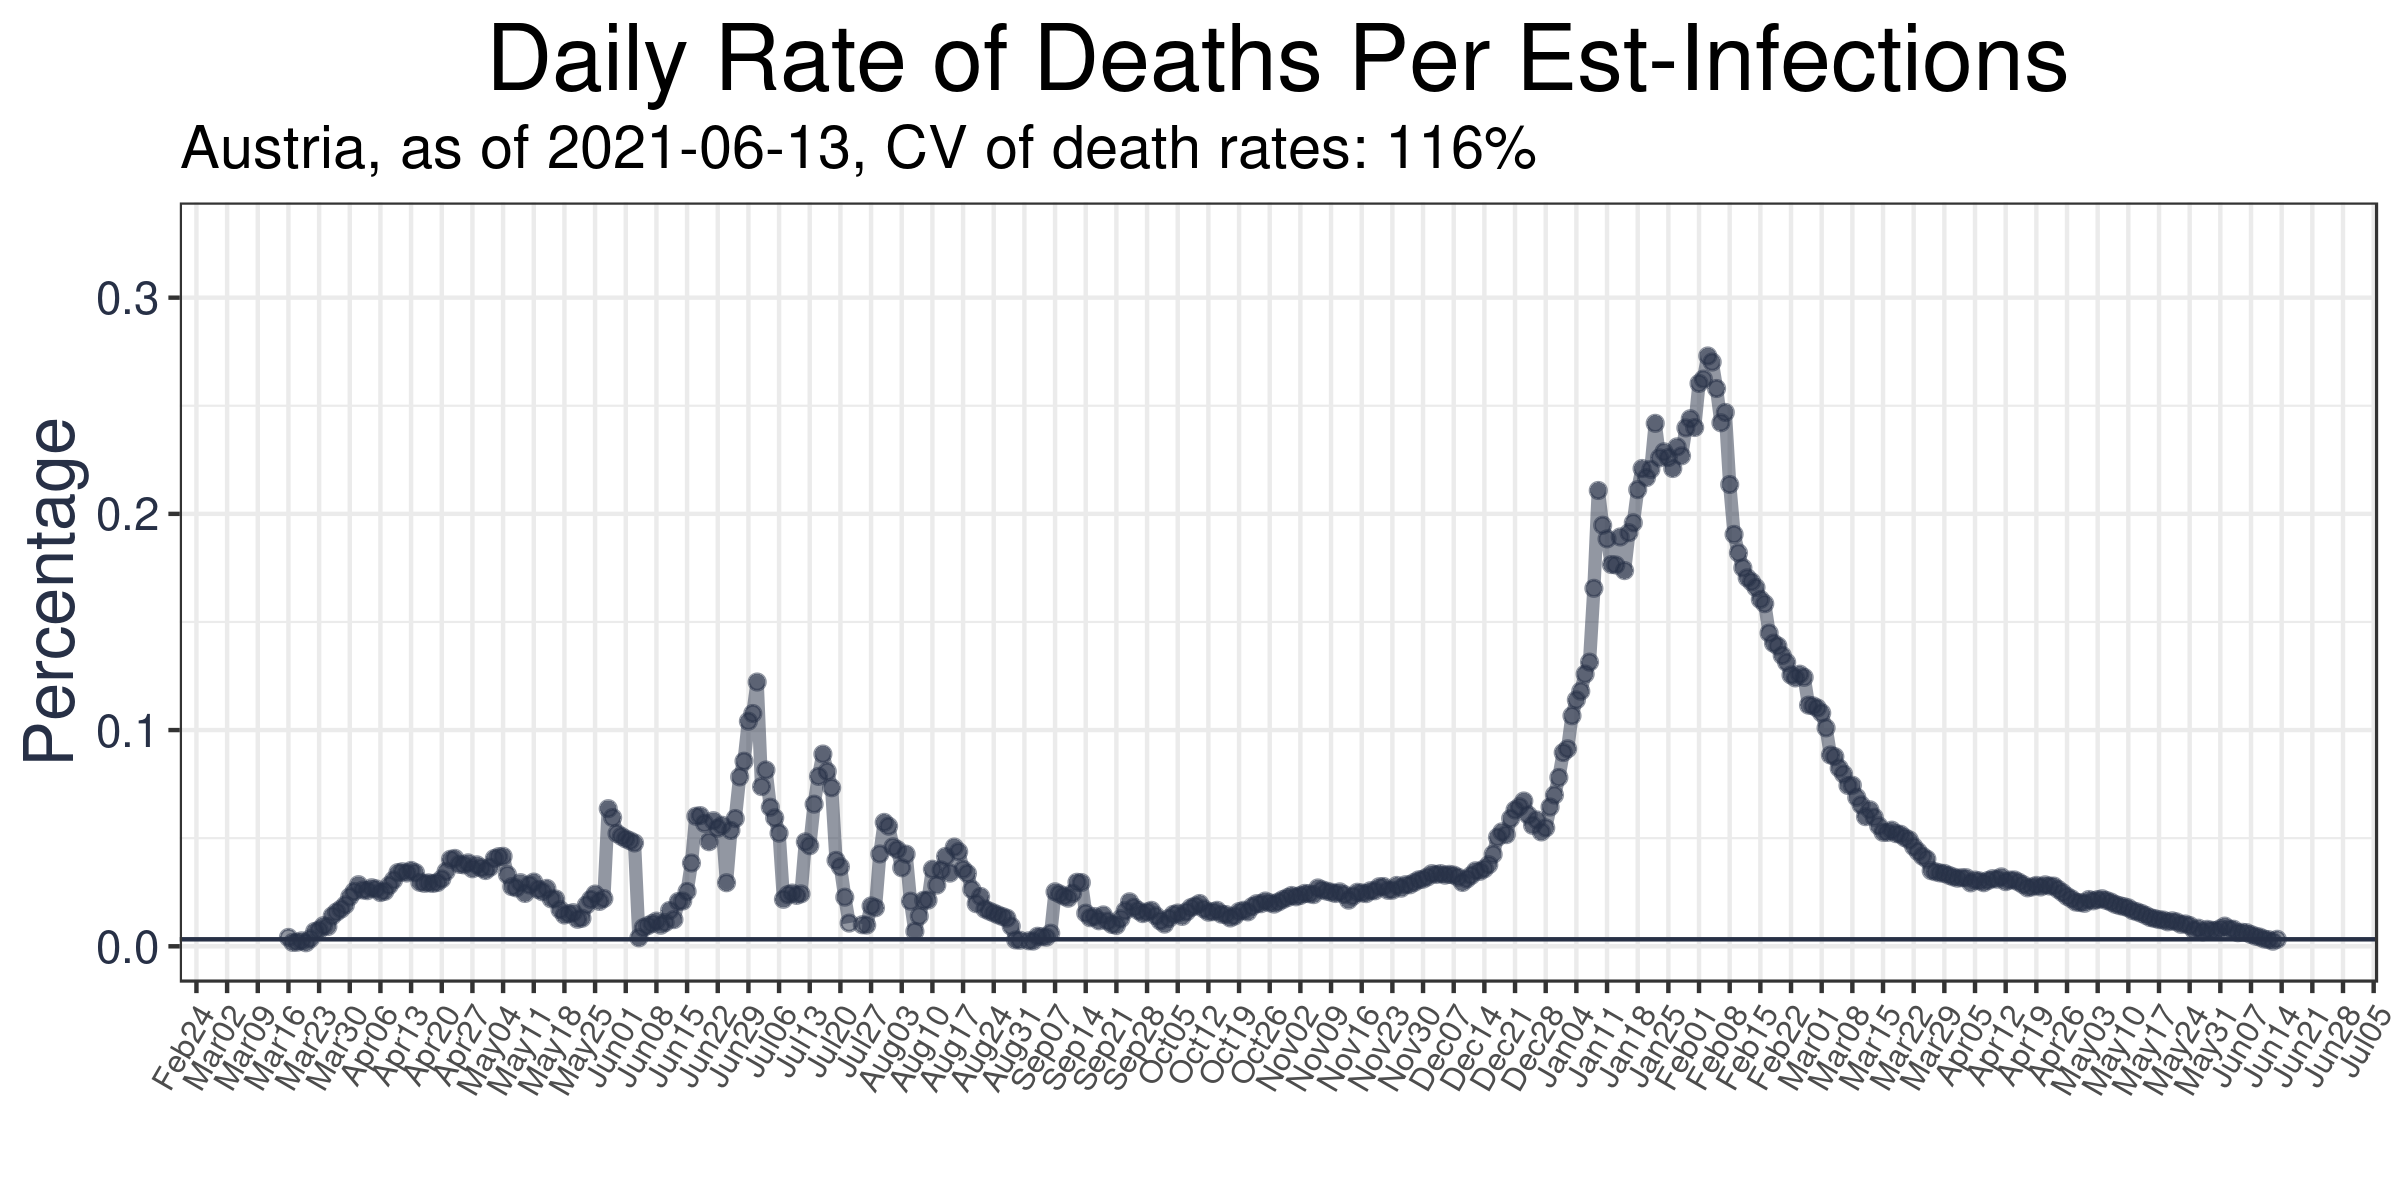 Daily Rate of Deaths Per Est-Infections
Austria, as of 2021-06-13, CV of death rates: 116%
Percentage
0.3
0.2
0.1
0.0
Feb24
Mar02
Mar09
Mar16
Mar23
Mar30
Apr06
Apr13
Apr20
Apr27
May04
May11
May18
May25
Jun01
Jun08
Jun15
Jun22
Jun29
Jul06
Jul13
Jul20
Jul27
Aug03
Aug10
Aug17
Aug24
Aug31
Sep07
Sep14
Sep21
Sep28
Oct05
Oct12
Oct19
Oct26
Nov02
Nov09
Nov16
Nov23
Nov30
Dec07
Dec14
Dec21
Dec28
Jan04
Jan11
Jan18
Jan25
Feb01
Feb08
Feb15
Feb22
Mar01
Mar08
Mar15
Mar22
Mar29
Apr05
Apr12
Apr19
Apr26
May03
May10
May17
May24
May31
Jun07
Jun14
Jun21
Jun28
Jul05